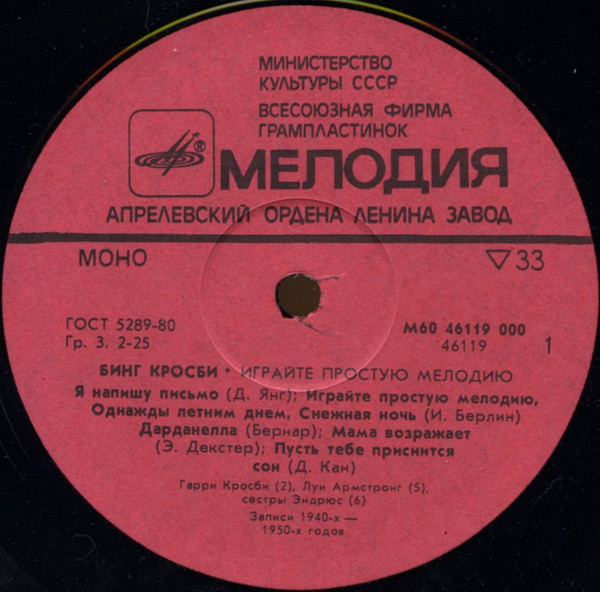 МИНИСТЕРСТВО
КУЛЬТУРЫ СССР
ВСЕСОЮЗНАЯ ФИРМА
ГРАМПЛАСТИНОК
®
МЕЛОДИЯ
АПРЕЛЕВСКИЙ ОРДЕНА ЛЕНИНА ЗАВОД
МОНО ▽33
ГОСТ 5289-80 М60 46119 000
Гр. 3. 2-25 46119 1
БИНГ КРОСБИ • ИГРАЙТЕ ПРОСТУЮ МЕЛОДИЮ
Я напишу письмо (Д. Янг); Играйте простую мелодию,
Однажды летним днем, Снежная ночь (И. Берлин)
Дарданелла (Бернар); Мама возражает
(Э. Декстер); Пусть тебе приснится
сон (Д. Кан)
Гарри Кросби (2), Луи Армстронг (5),
сестры Эндрюс (6)
Записи 1940-х —
1950-х годов